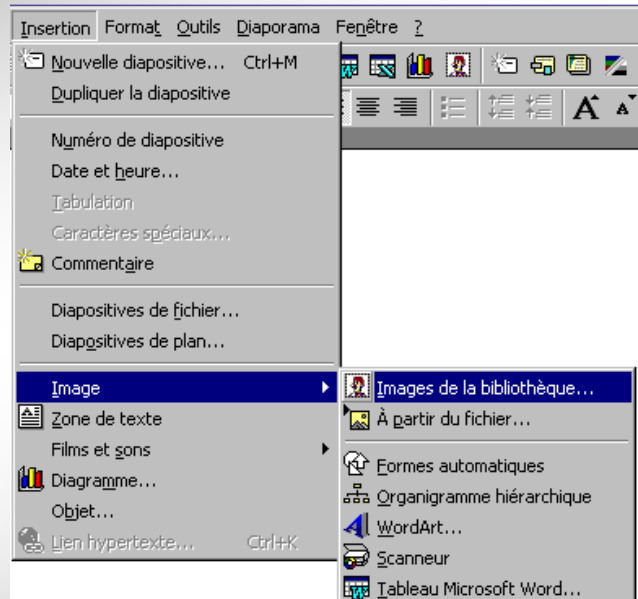 Insertion Format Outils Diaporama Fenêtre ?
Nouvelle diapositive... Ctrl+M
Dupliquer la diapositive
Numéro de diapositive
Date et heure...
Tabulation
Caractères spéciaux...
Commentaire
Diapositives de fichier...
Diapositives de plan...
Image
Zone de texte
Films et sons
Diagramme...
Objet...
Lien hypertexte... Ctrl+K
Images de la bibliothèque...
À partir du fichier...
Formes automatiques
Organigramme hiérarchique
WordArt...
Scanneur
Tableau Microsoft Word...